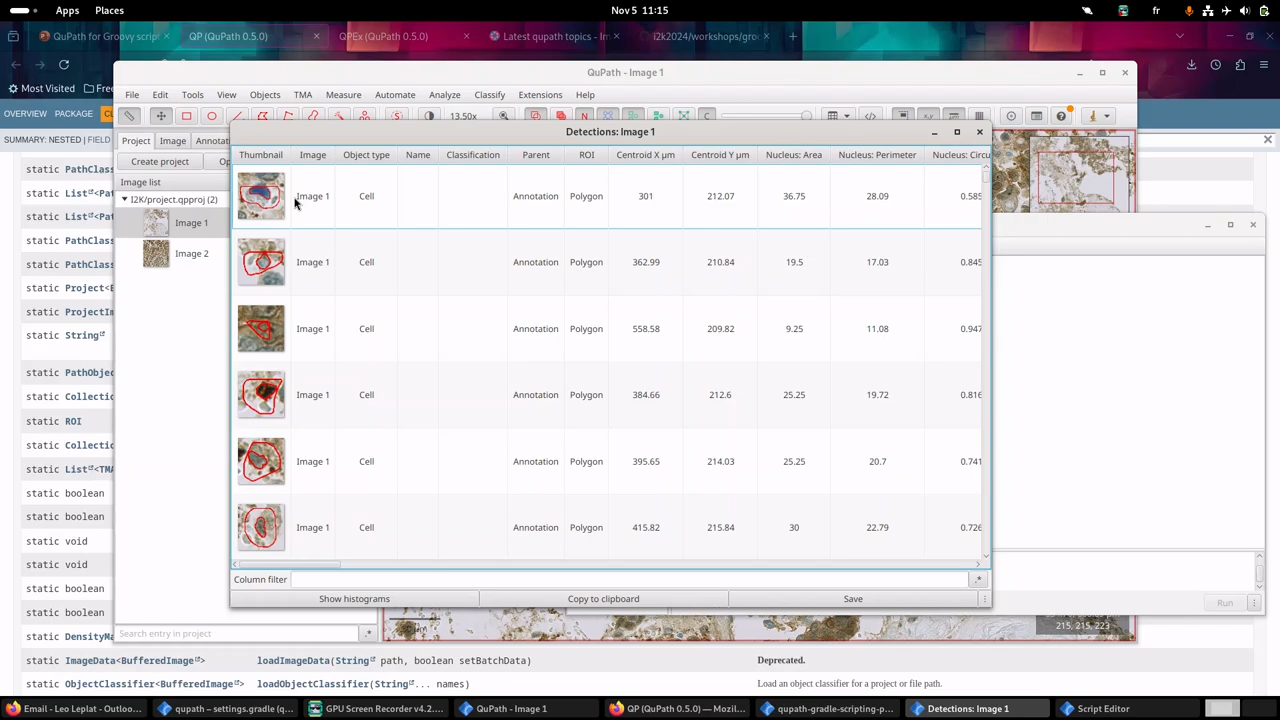 Apps Places Nov 5 11:15 fr
QuPath for Groovy script QP (QuPath 0.5.0) QPEx (QuPath 0.5.0) Latest qupath topics - Im i2k2024/workshops/gro
Most Visited
OVERVIEW PACKAGE
SUMMARY: NESTED | FIELD
QuPath - Image 1
File Edit Tools View Objects TMA Measure Automate Analyze Classify Extensions Help
13.50x
Project Image Annotat
Create project Op
Image list
I2K/project.qpproj (2)
Image 1
Image 2
Search entry in project
Detections: Image 1
Thumbnail Image Object type Name Classification Parent ROI Centroid X µm Centroid Y µm Nucleus: Area Nucleus: Perimeter Nucleus: Circu
Image 1 Cell Annotation Polygon 301 212.07 36.75 28.09 0.585
Image 1 Cell Annotation Polygon 362.99 210.84 19.5 17.03 0.845
Image 1 Cell Annotation Polygon 558.58 209.82 9.25 11.08 0.947
Image 1 Cell Annotation Polygon 384.66 212.6 25.25 19.72 0.816
Image 1 Cell Annotation Polygon 395.65 214.03 25.25 20.7 0.741
Image 1 Cell Annotation Polygon 415.82 215.84 30 22.79 0.726
Column filter
.*
Show histograms Copy to clipboard Save
Run
215, 215, 223
static PathClas
static List<Pat
static List<Pat
static PathClas
static PathClas
static Project<B
static ProjectIm
static String
static PathObjec
static Collectio
static ROI
static Collectio
static List<TMA
static boolean
static boolean
static void
static void
static boolean
static boolean
static DensityMa
static ImageData<BufferedImage> loadImageData(String path, boolean setBatchData) Deprecated.
static ObjectClassifier<BufferedImage> loadObjectClassifier(String... names) Load an object classifier for a project or file path.
Email - Leo Leplat - Outloo... qupath – settings.gradle (q... GPU Screen Recorder v4.2.... QuPath - Image 1 QP (QuPath 0.5.0) — Mozil... qupath-gradle-scripting-p... Detections: Image 1 Script Editor